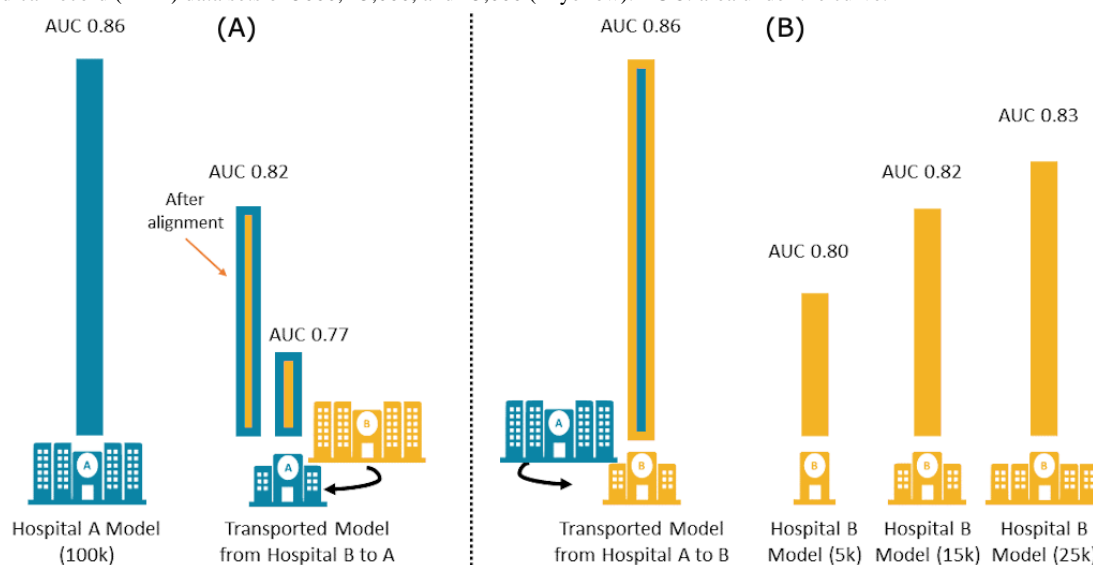 AUC 0.86
(A)
AUC 0.82
After
alignment
AUC 0.77
A
A
B
Hospital A Model
(100k)
Transported Model
from Hospital B to A
AUC 0.86
(B)
AUC 0.80
AUC 0.82
AUC 0.83
A
B
B
B
B
Transported Model
from Hospital A to B
Hospital B
Model (5k)
Hospital B
Model (15k)
Hospital B
Model (25k)